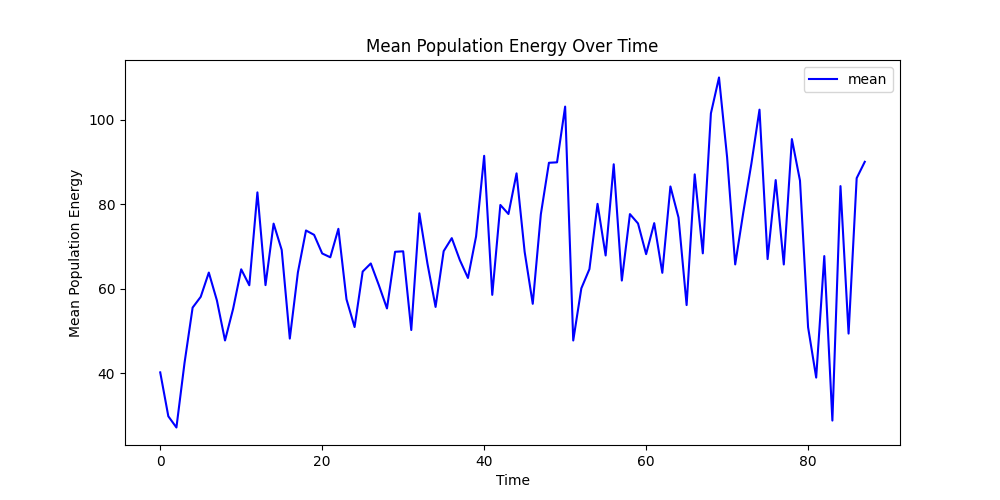 Mean Population Energy Over Time
mean
Mean Population Energy
100
80
60
40
0 20 40 60 80
Time